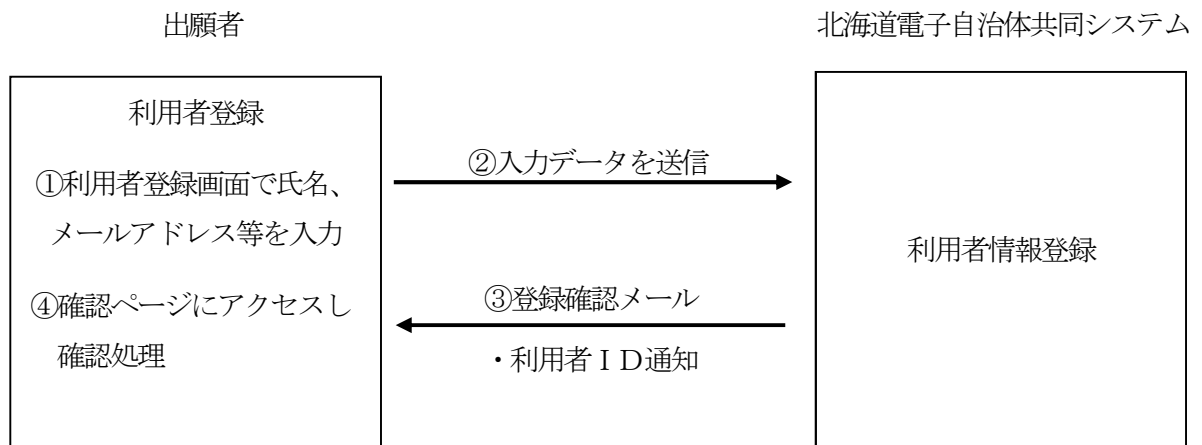 出願者
北海道電子自治体共同システム
利用者登録
①利用者登録画面で氏名、
メールアドレス等を入力
④確認ページにアクセスし
確認処理
②入力データを送信
③登録確認メール
・利用者ＩＤ通知
利用者情報登録